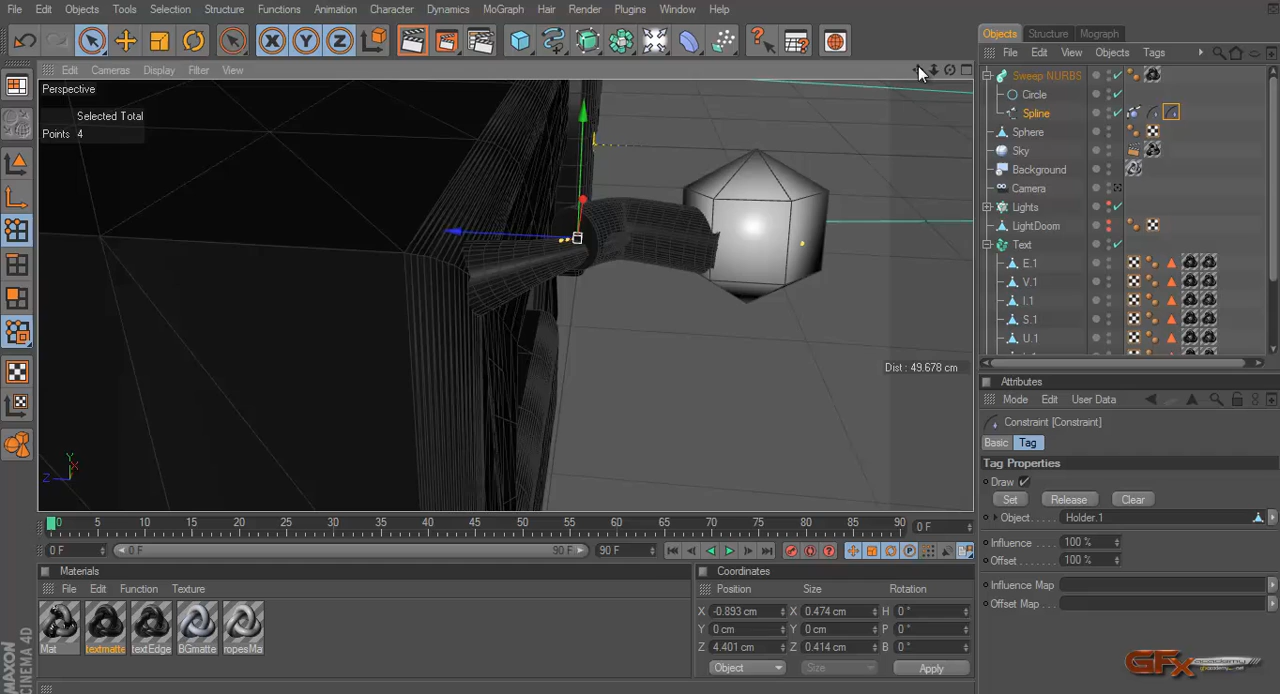 File Edit Objects Tools Selection Structure Functions Animation Character Dynamics MoGraph Hair Render Plugins Window Help
Objects Structure Mograph
File Edit View Objects Tags
Edit Cameras Display Filter View
Perspective
Selected Total
Points 4
Dist : 49.678 cm
Y
X
Z
Sweep NURBS
Circle
Spline
Sphere
Sky
Background
Camera
Lights
LightDoom
Text
E.1
V.1
I.1
S.1
U.1
Attributes
Mode Edit User Data
Constraint [Constraint]
Basic Tag
Tag Properties
Draw
Set Release Clear
Object Holder.1
Influence 100 %
Offset 100 %
Influence Map
Offset Map
0 5 10 15 20 25 30 35 40 45 50 55 60 65 70 75 80 85 90 0 F
0 F 0 F 90 F 90 F
Materials
File Edit Function Texture
Mat textmatte textEdge BGmatte ropesMa
Coordinates
Position Size Rotation
X -0.893 cm X 0.474 cm H 0 °
Y 0 cm Y 0 cm P 0 °
Z 4.401 cm Z 0.414 cm B 0 °
Object Size Apply
MAXON
CINEMA 4D
GFx academy